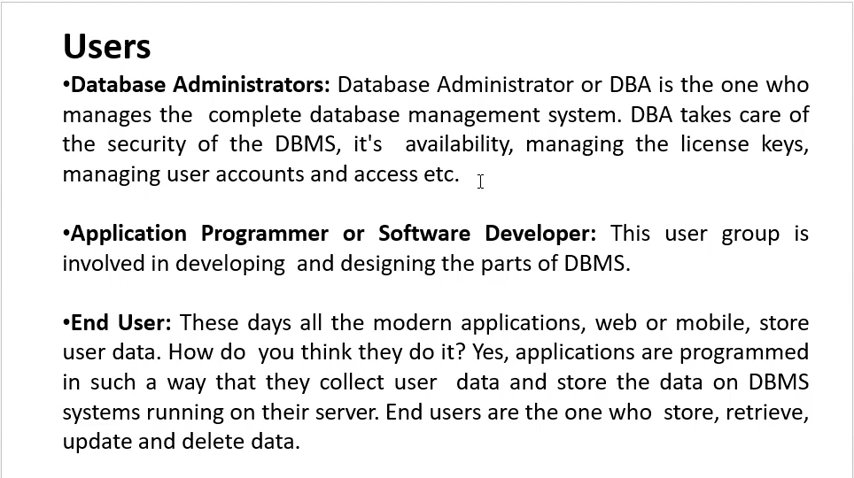 Users
•Database Administrators: Database Administrator or DBA is the one who
manages the complete database management system. DBA takes care of
the security of the DBMS, it's availability, managing the license keys,
managing user accounts and access etc.
•Application Programmer or Software Developer: This user group is
involved in developing and designing the parts of DBMS.
•End User: These days all the modern applications, web or mobile, store
user data. How do you think they do it? Yes, applications are programmed
in such a way that they collect user data and store the data on DBMS
systems running on their server. End users are the one who store, retrieve,
update and delete data.